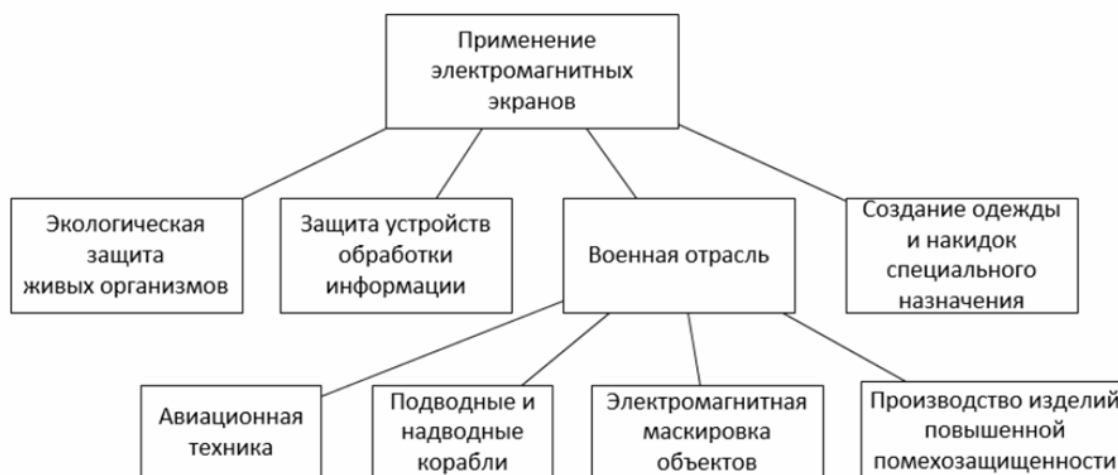 Применение
электромагнитных
экранов
Экологическая
защита
живых организмов
Защита устройств
обработки
информации
Военная отрасль
Создание одежды
и накидок
специального
назначения
Авиационная
техника
Подводные и
надводные
корабли
Электромагнитная
маскировка
объектов
Производство изделий
повышенной
помехозащищенности